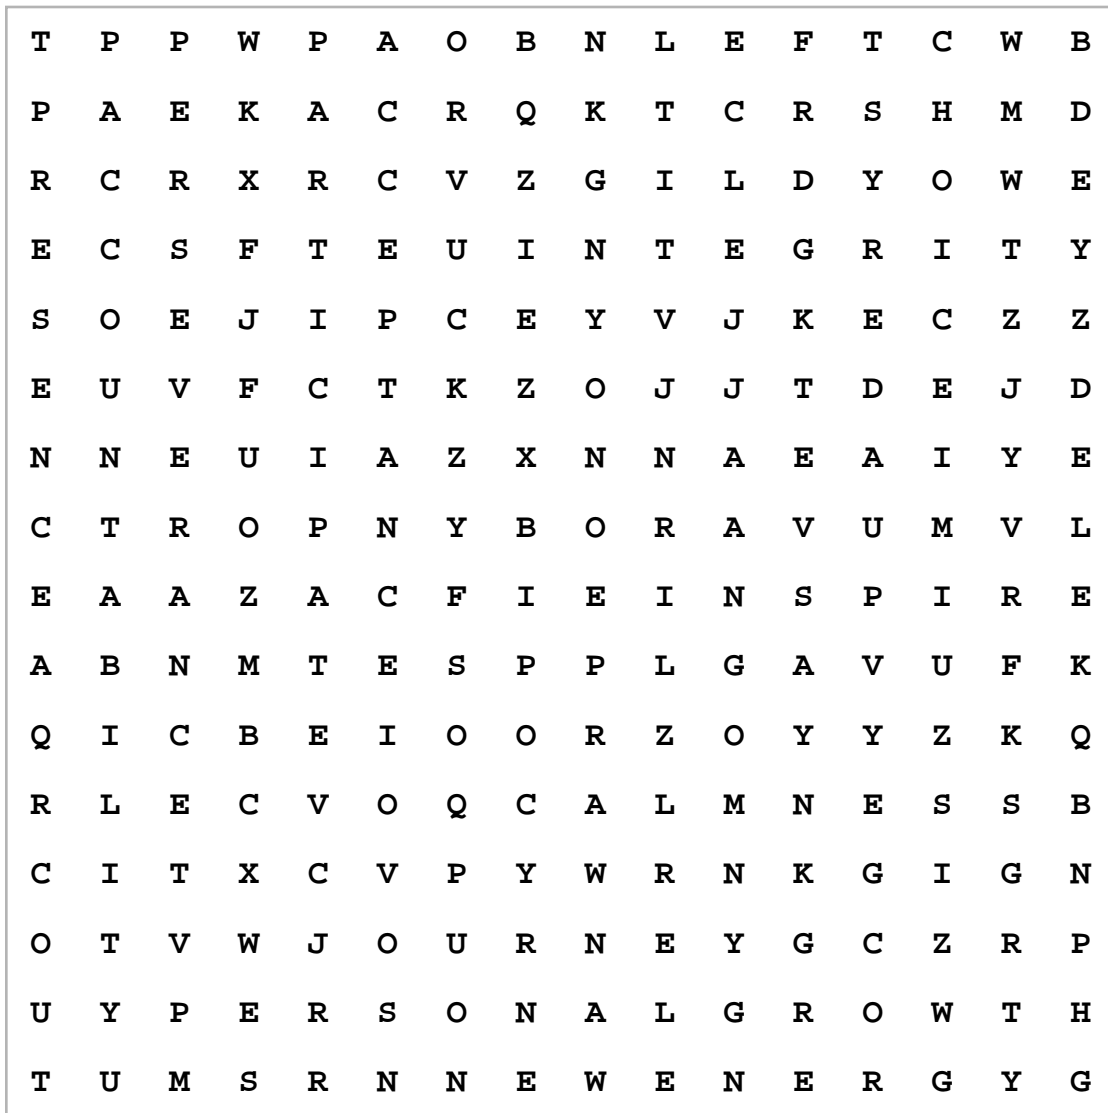 T P P W P A O B N L E F T C W B
P A E K A C R Q K T C R S H M D
R C R X R C V Z G I L D Y O W E
E C S F T E U I N T E G R I T Y
S O E J I P C E Y V J K E C Z Z
E U V F C T K Z O J J T D E J D
N N E U I A Z X N N A E A I Y E
C T R O P N Y B O R A V U M V L
E A A Z A C F I E I N S P I R E
A B N M T E S P P L G A V U F K
Q I C B E I O O R Z O Y Y Z K Q
R L E C V O Q C A L M N E S S B
C I T X C V P Y W R N K G I G N
O T V W J O U R N E Y G C Z R P
U Y P E R S O N A L G R O W T H
T U M S R N N E W E N E R G Y G